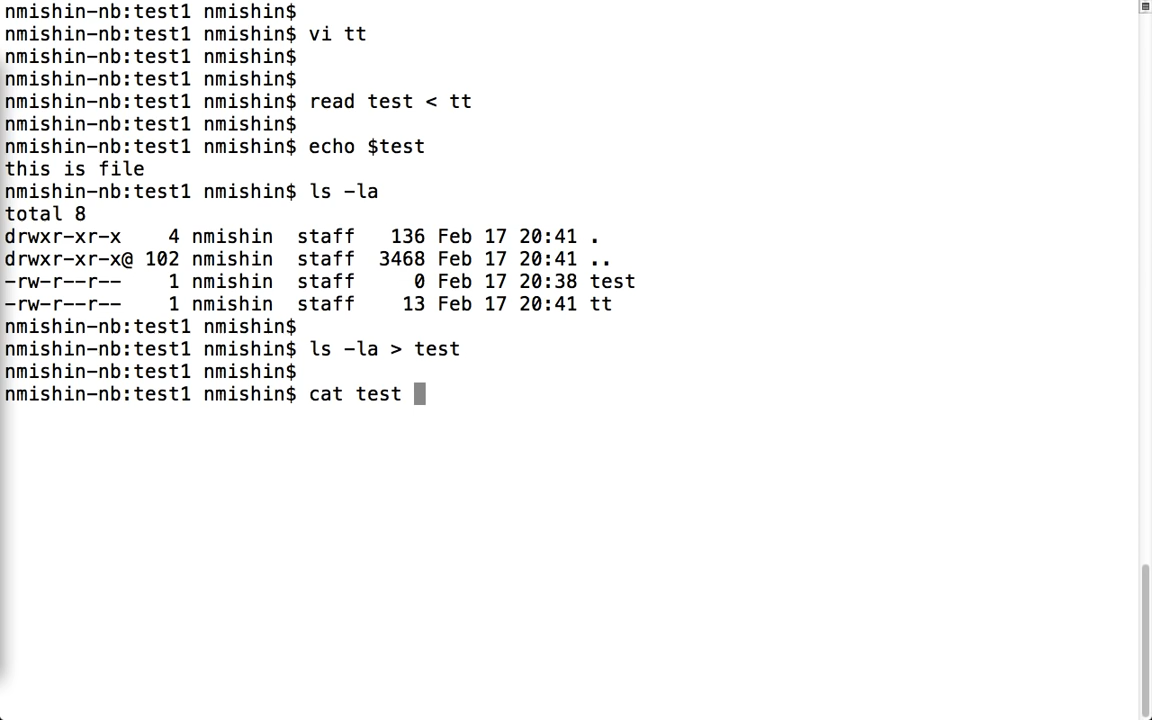 nmishin-nb:test1 nmishin$
nmishin-nb:test1 nmishin$ vi tt
nmishin-nb:test1 nmishin$
nmishin-nb:test1 nmishin$
nmishin-nb:test1 nmishin$ read test < tt
nmishin-nb:test1 nmishin$
nmishin-nb:test1 nmishin$ echo $test
this is file
nmishin-nb:test1 nmishin$ ls -la
total 8
drwxr-xr-x    4 nmishin  staff   136 Feb 17 20:41 .
drwxr-xr-x@ 102 nmishin  staff  3468 Feb 17 20:41 ..
-rw-r--r--    1 nmishin  staff     0 Feb 17 20:38 test
-rw-r--r--    1 nmishin  staff    13 Feb 17 20:41 tt
nmishin-nb:test1 nmishin$
nmishin-nb:test1 nmishin$ ls -la > test
nmishin-nb:test1 nmishin$
nmishin-nb:test1 nmishin$ cat test